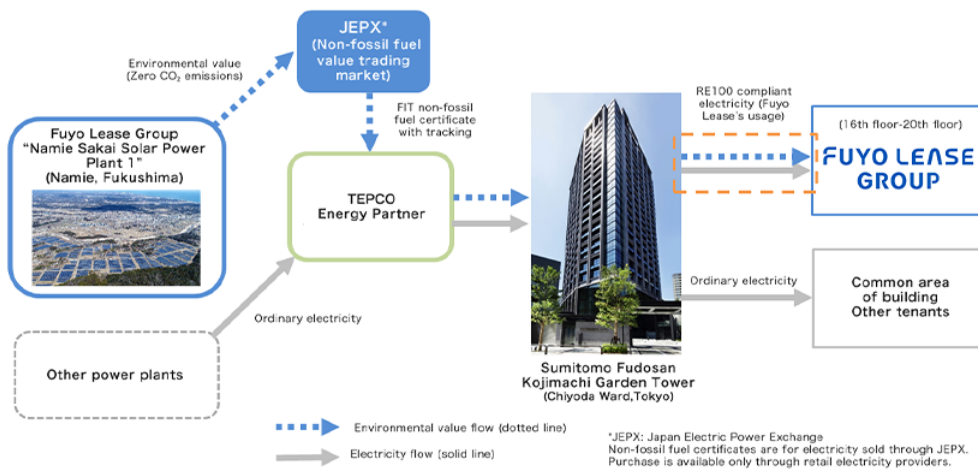 JEPX*
(Non-fossil fuel
value trading
market)
Environmental value
(Zero CO₂ emissions)
FIT non-fossil
fuel certificate
with tracking
Fuyo Lease Group
“Namie Sakai Solar Power
Plant 1”
(Namie, Fukushima)
TEPCO
Energy Partner
RE100 compliant
electricity (Fuyo
Lease's usage)
(16th floor-20th floor)
FUYO LEASE
GROUP
Ordinary electricity
Other power plants
Ordinary electricity
Common area
of building
Other tenants
Sumitomo Fudosan
Kojimachi Garden Tower
(Chiyoda Ward,Tokyo)
Environmental value flow (dotted line)
Electricity flow (solid line)
*JEPX: Japan Electric Power Exchange
Non-fossil fuel certificates are for electricity sold through JEPX.
Purchase is available only through retail electricity providers.